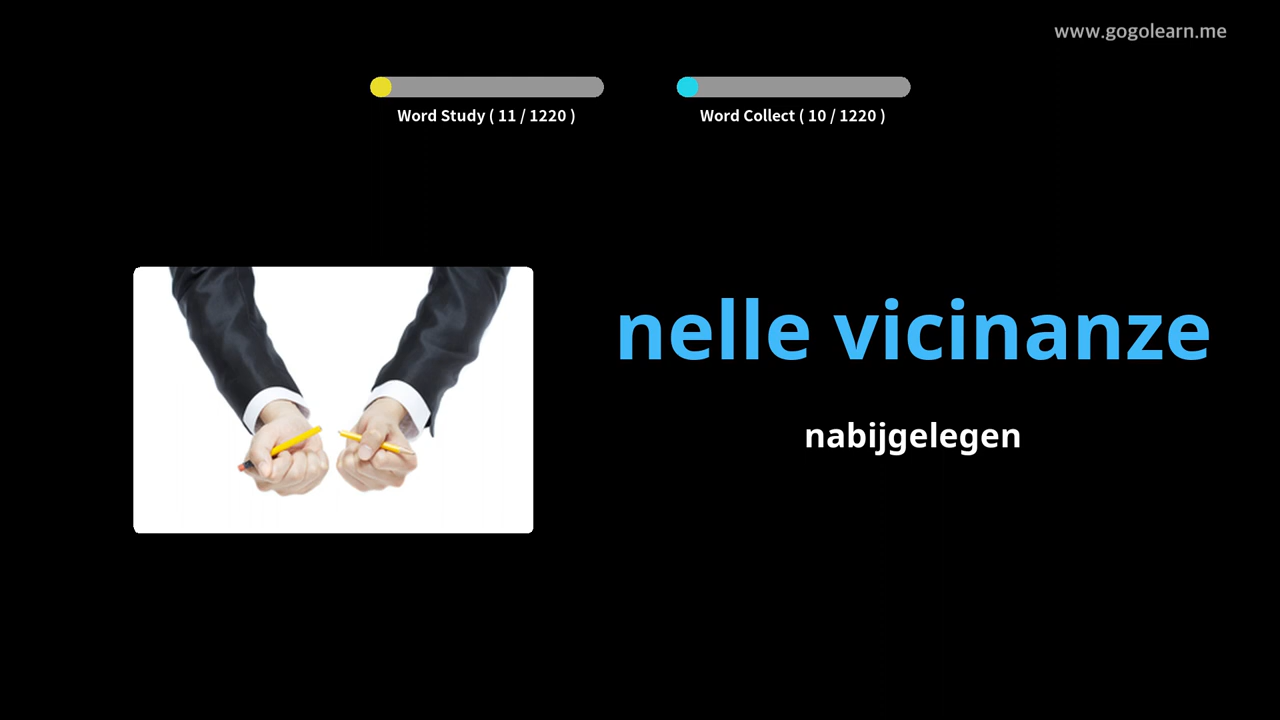 www.gogolearn.me
Word Study ( 11 / 1220 )
Word Collect ( 10 / 1220 )
nelle vicinanze
nabijgelegen